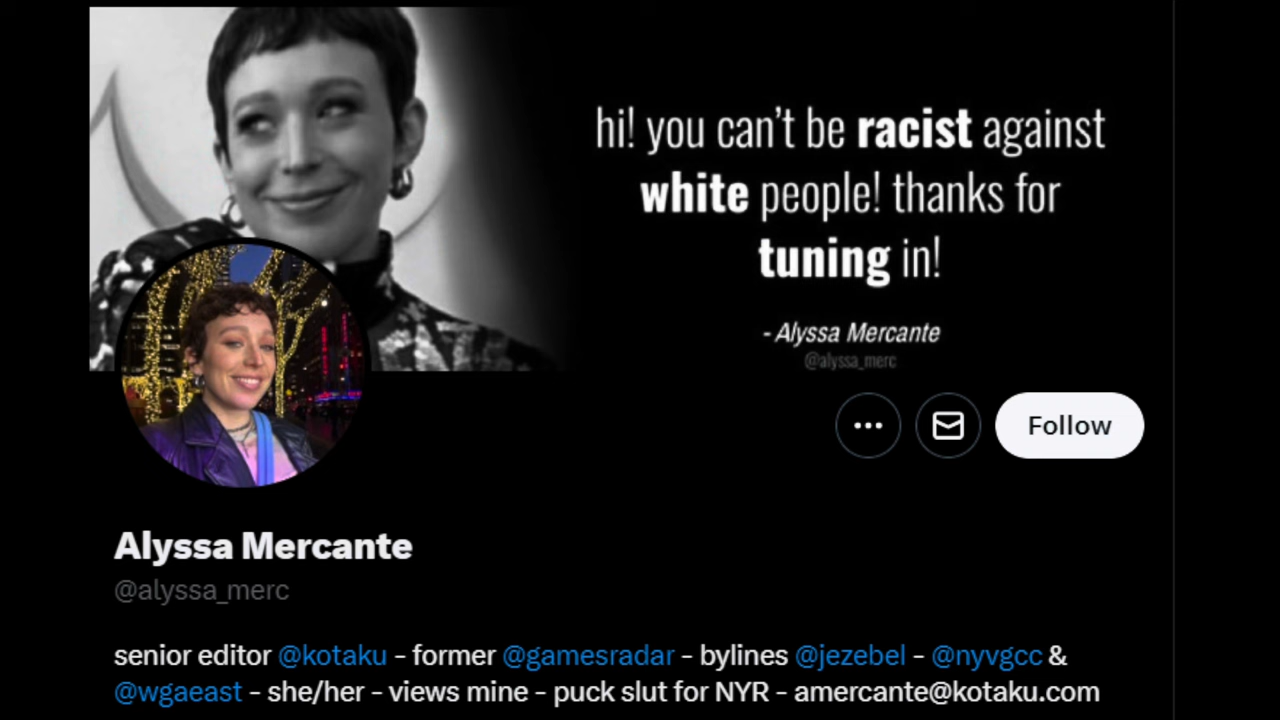 hi! you can't be racist against
white people! thanks for
tuning in!
- Alyssa Mercante
@alyssa_merc
Follow
Alyssa Mercante
@alyssa_merc
senior editor @kotaku - former @gamesradar - bylines @jezebel - @nyvgcc &
@wgaeast - she/her - views mine - puck slut for NYR - amercante@kotaku.com